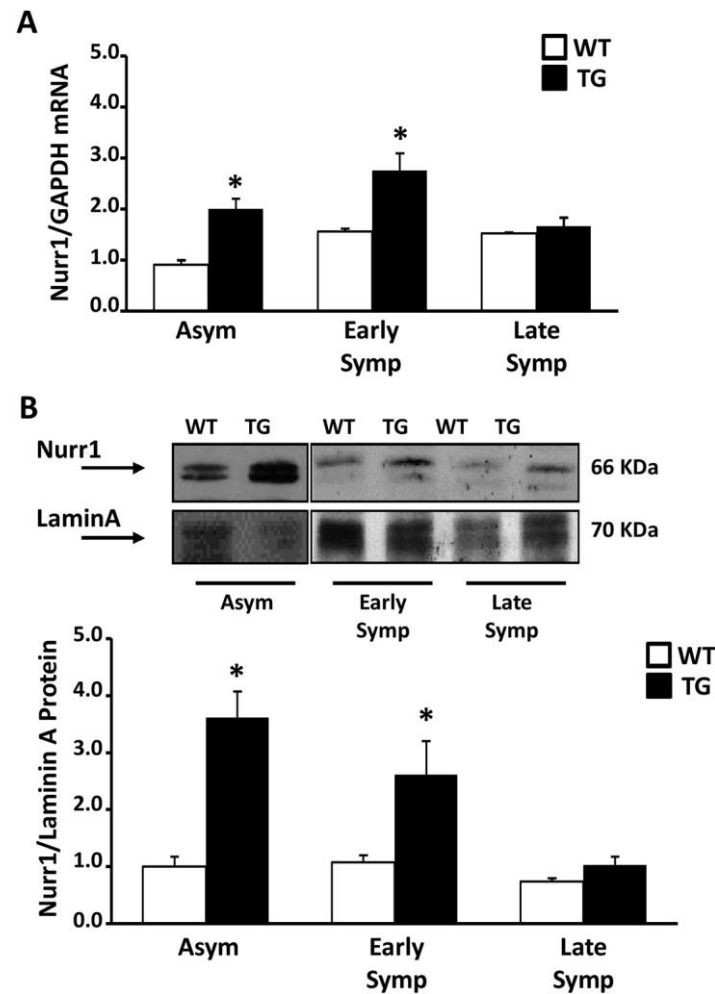 A
WT
TG
Nurr1/GAPDH mRNA
5.0
4.0
3.0
2.0
1.0
0.0
*
*
Asym
Early
Symp
Late
Symp
B
WT TG WT TG WT TG
Nurr1
66 KDa
LaminA
70 KDa
Asym
Early
Symp
Late
Symp
WT
TG
Nurr1/Laminin A Protein
5.0
4.0
3.0
2.0
1.0
0.0
*
*
Asym
Early
Symp
Late
Symp